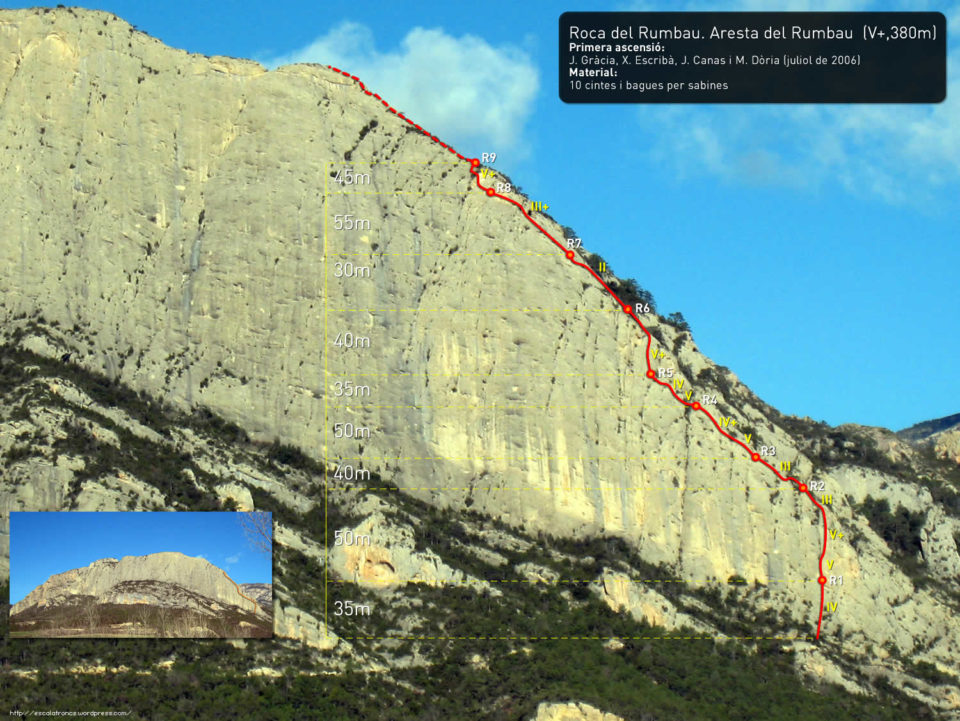 Roca del Rumbau. Aresta del Rumbau (V+,380m)
Primera ascensió:
J. Gràcia, X. Escribà, J. Canas i M. Dòria (juliol de 2006)
Material:
10 cintes i bagues per sabines
R9
V+
45m
R8
III+
55m
R7
30m
II
R6
40m
V+
R5
35m
IV
V
R4
50m
IV+
V
R3
40m
III
R2
III
50m
V+
V
R1
35m
IV
http://escalatroncs.wordpress.com/